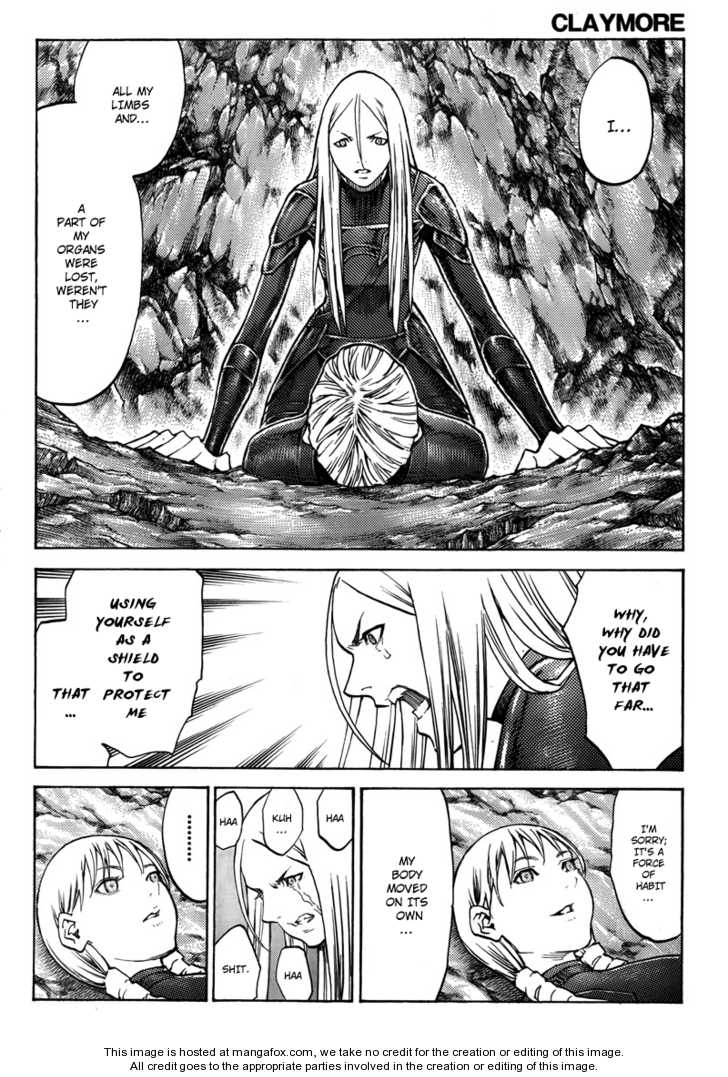 CLAYMORE
I...
ALL MY
LIMBS
AND...
A
PART OF
MY
ORGANS
WERE
LOST,
WEREN'T
THEY
...
WHY,
WHY DID
YOU HAVE
TO GO
THAT
FAR...
USING
YOURSELF
AS A
SHIELD
TO
PROTECT
ME
THAT
...
I'M
SORRY;
IT'S A
FORCE
OF
HABIT
...
MY
BODY
MOVED
ON ITS
OWN
...
HAA
KUH
...
HAA
SHIT.
HAA
.........
This image is hosted at mangafox.com, we take no credit for the creation or editing of this image.
All credit goes to the appropriate parties involved in the creation or editing of this image.